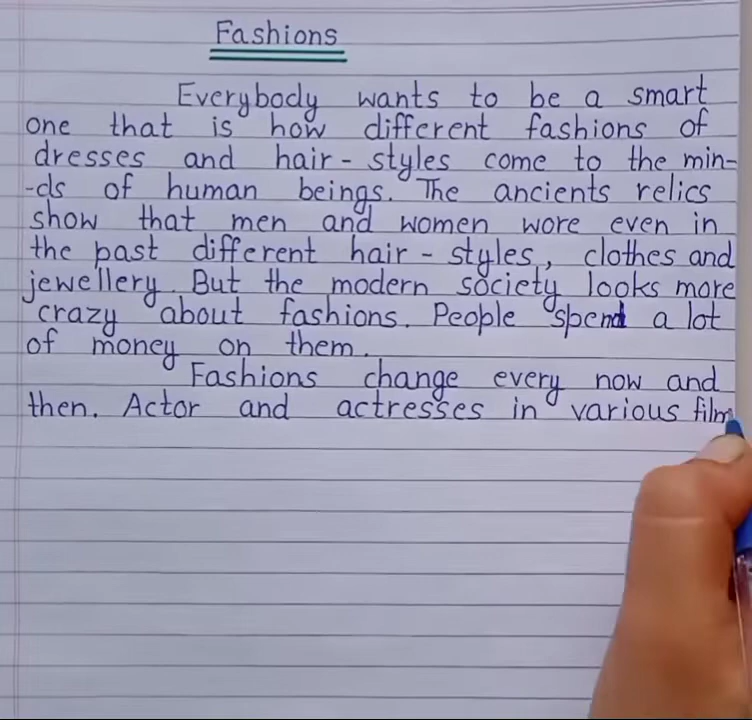 Fashions
Everybody wants to be a smart
one that is how different fashions of
dresses and hair - styles come to the min-
-ds of human beings. The ancients relics
show that men and women wore even in
the past different hair - styles, clothes and
jewellery. But the modern society looks more
crazy about fashions. People spend a lot
of money on them.
Fashions change every now and
then. Actor and actresses in various film